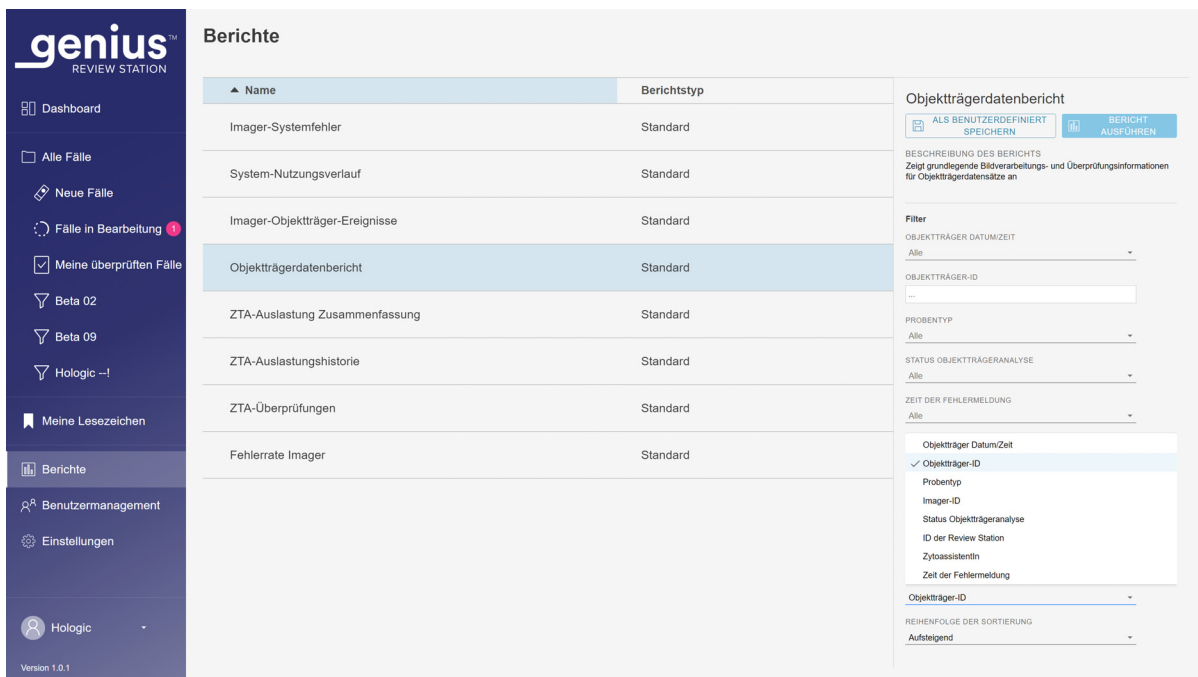 genius™
REVIEW STATION
Dashboard
Alle Fälle
Neue Fälle
Fälle in Bearbeitung 1
Meine überprüften Fälle
Beta 02
Beta 09
Hologic --!
Meine Lesezeichen
Berichte
Benutzermanagement
Einstellungen
Hologic
Version 1.0.1
Berichte
Name Berichtstyp
Imager-Systemfehler Standard
System-Nutzungsverlauf Standard
Imager-Objektträger-Ereignisse Standard
Objektträgerdatenbericht Standard
ZTA-Auslastung Zusammenfassung Standard
ZTA-Auslastungshistorie Standard
ZTA-Überprüfungen Standard
Fehlerrate Imager Standard
Objektträgerdatenbericht
ALS BENUTZERDEFINIERT
SPEICHERN
BERICHT
AUSFÜHREN
BESCHREIBUNG DES BERICHTS
Zeigt grundlegende Bildverarbeitungs- und Überprüfungsinformationen
für Objektträgerdatensätze an
Filter
OBJEKTTRÄGER DATUM/ZEIT
Alle
OBJEKTTRÄGER-ID
...
PROBENTYP
Alle
STATUS OBJEKTTRÄGERANALYSE
Alle
ZEIT DER FEHLERMELDUNG
Alle
Objektträger Datum/Zeit
Objektträger-ID
Probentyp
Imager-ID
Status Objektträgeranalyse
ID der Review Station
ZytoassistentIn
Zeit der Fehlermeldung
Objektträger-ID
REIHENFOLGE DER SORTIERUNG
Aufsteigend